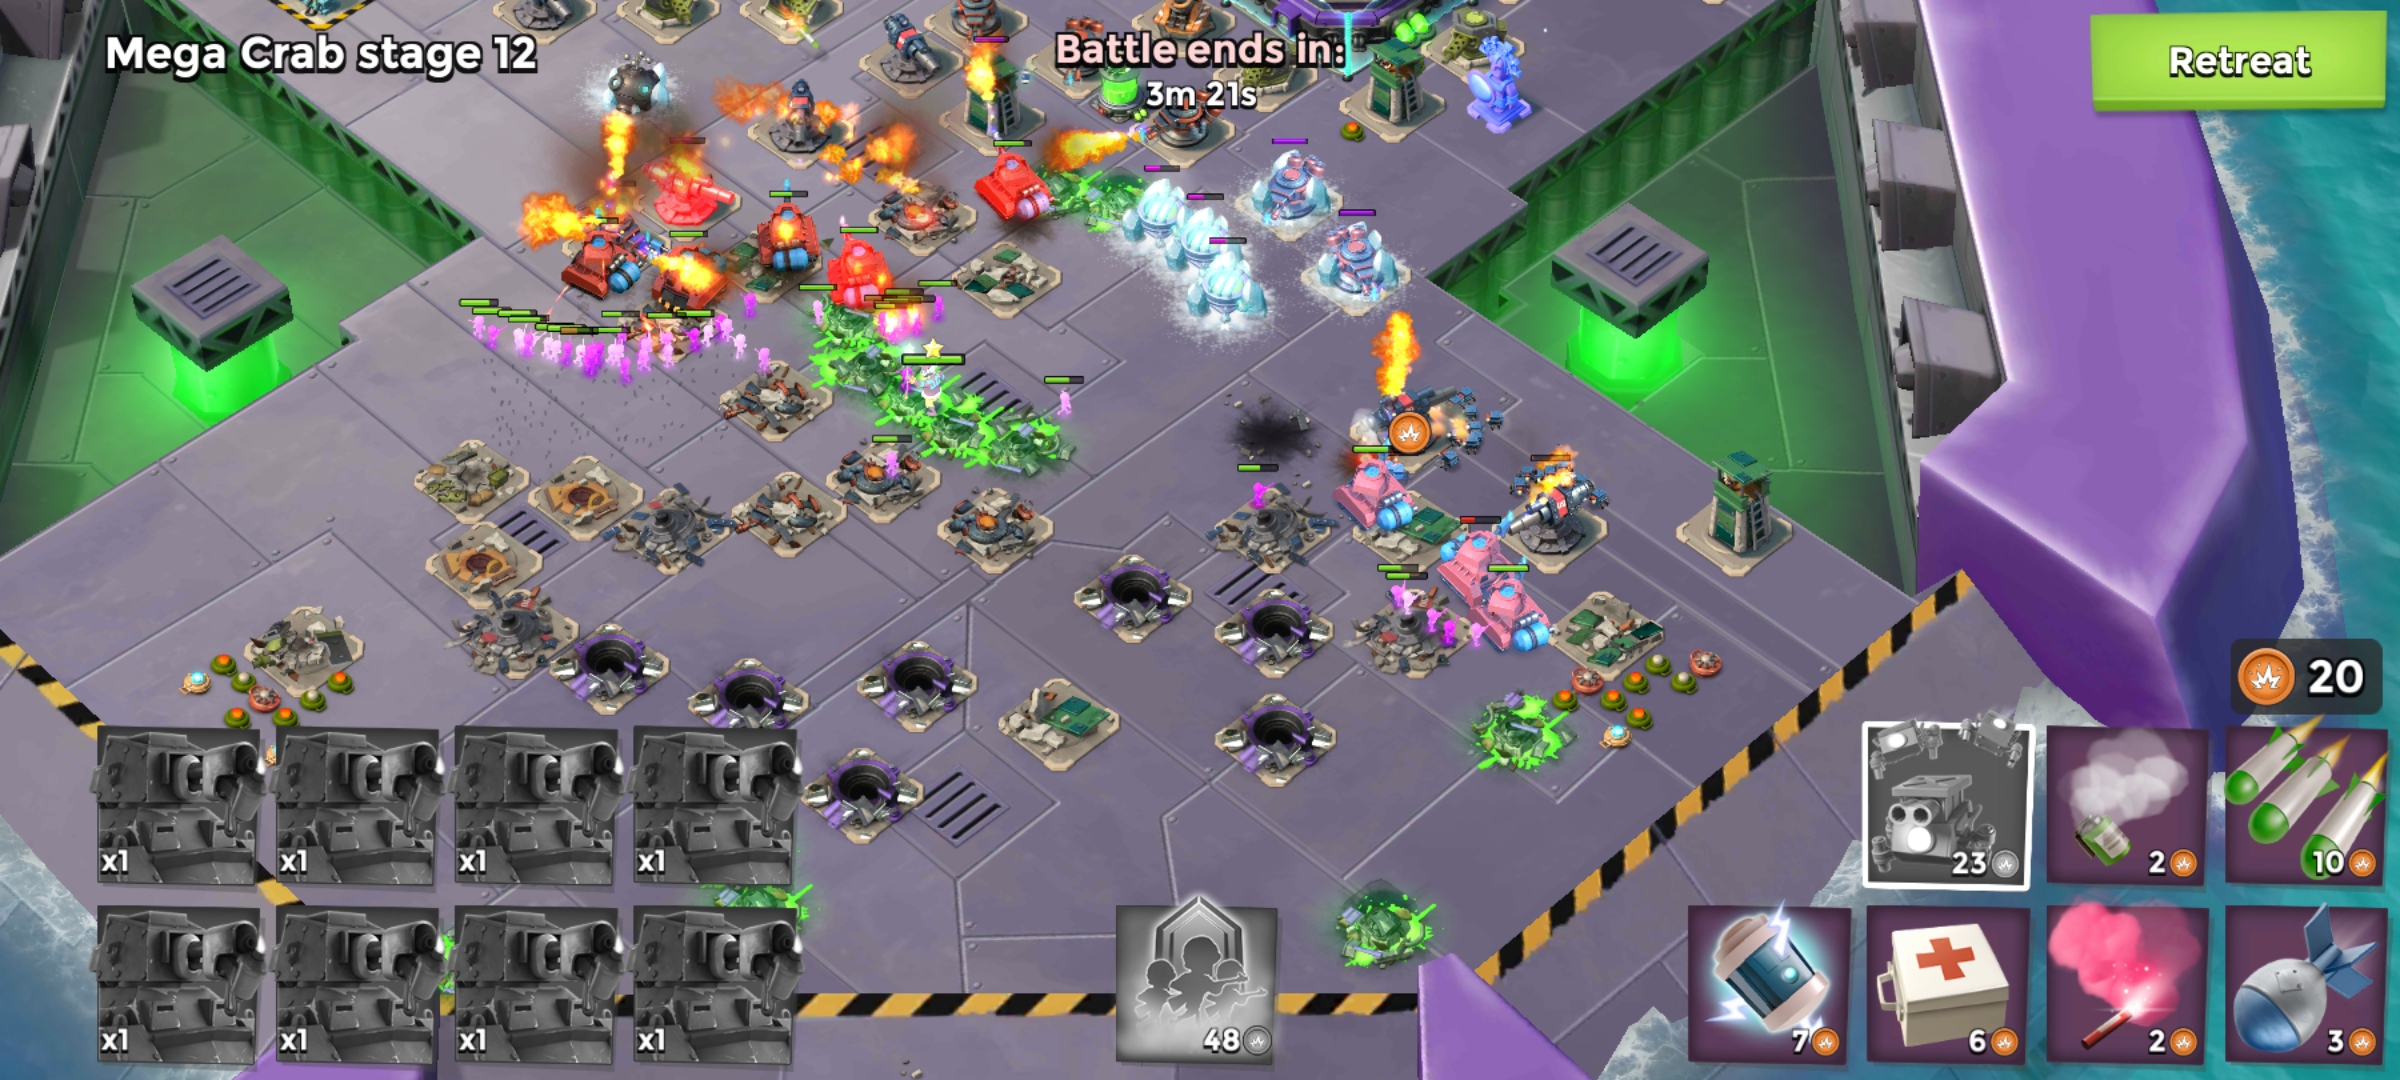 Mega Crab stage 12
Battle ends in:
3m 21s
Retreat
20
x1
x1
x1
x1
23
2
10
x1
x1
x1
x1
48
7
6
2
3